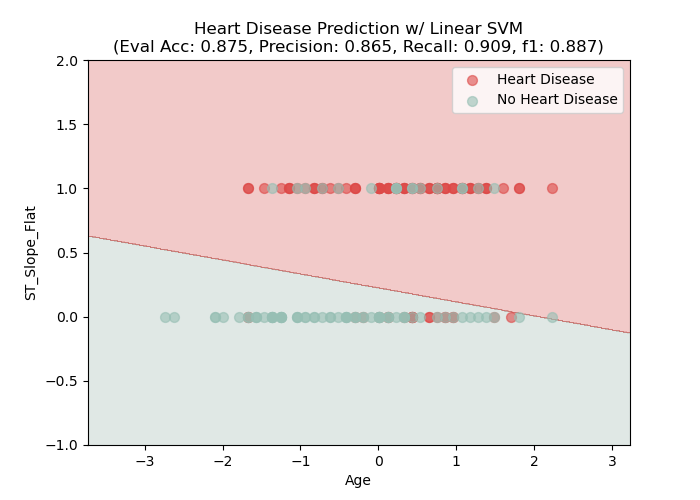 Heart Disease Prediction w/ Linear SVM
(Eval Acc: 0.875, Precision: 0.865, Recall: 0.909, f1: 0.887)
Heart Disease
No Heart Disease
2.0
1.5
1.0
0.5
0.0
−0.5
−1.0
ST_Slope_Flat
−3
−2
−1
0
1
2
3
Age